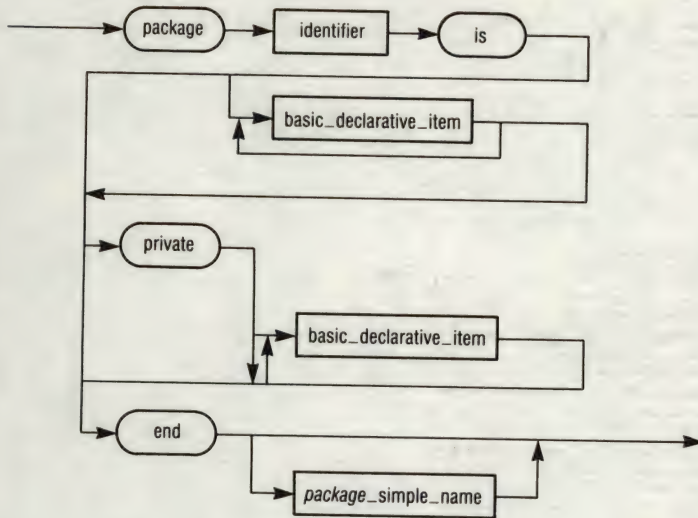 package identifier is
basic_declarative_item
private
basic_declarative_item
end
package_simple_name